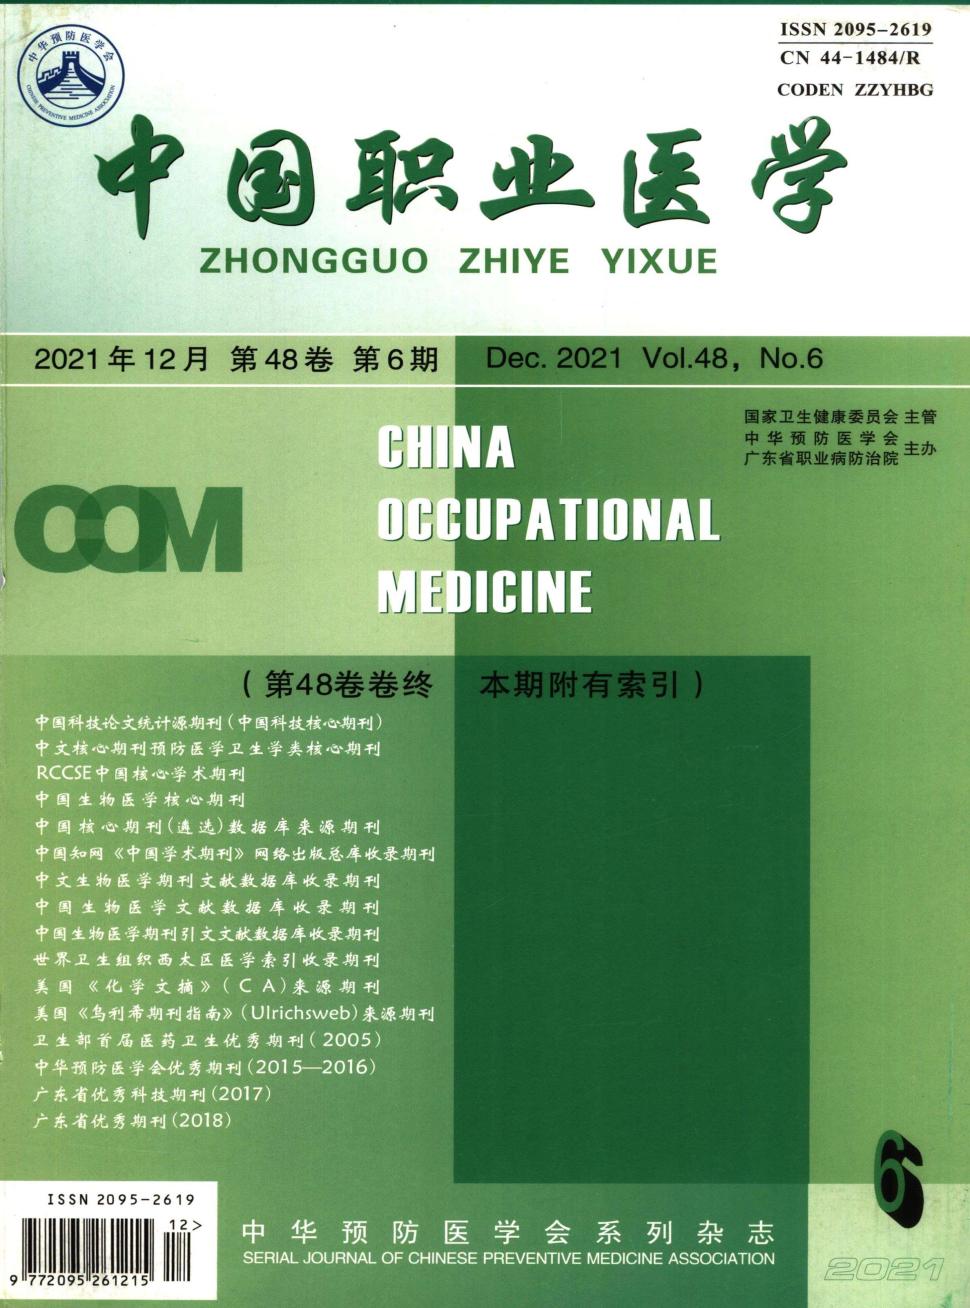 中华预防医学会
CHINESE PREVENTIVE MEDICINE ASSOCIATION
ISSN 2095-2619
CN 44-1484/R
CODEN ZZYHBG
中国职业医学
ZHONGGUO ZHIYE YIXUE
2021年12月 第48卷 第6期 Dec. 2021 Vol.48, No.6
国家卫生健康委员会 主管
中华预防医学会
广东省职业病防治院 主办
COM
CHINA
OCCUPATIONAL
MEDICINE
(第48卷卷终 本期附有索引)
中国科技论文统计源期刊(中国科技核心期刊)
中文核心期刊预防医学卫生学类核心期刊
RCCSE中国核心学术期刊
中国生物医学核心期刊
中国核心期刊(遴选)数据库来源期刊
中国知网《中国学术期刊》网络出版总库收录期刊
中文生物医学期刊文献数据库收录期刊
中国生物医学文献数据库收录期刊
中国生物医学期刊引文文献数据库收录期刊
世界卫生组织西太区医学索引收录期刊
美国《化学文摘》(CA)来源期刊
美国《乌利希期刊指南》(Ulrichsweb)来源期刊
卫生部首届医药卫生优秀期刊(2005)
中华预防医学会优秀期刊(2015—2016)
广东省优秀科技期刊(2017)
广东省优秀期刊(2018)
6
ISSN 2095-2619
12>
9 772095 261215
中华预防医学会系列杂志
SERIAL JOURNAL OF CHINESE PREVENTIVE MEDICINE ASSOCIATION
2021